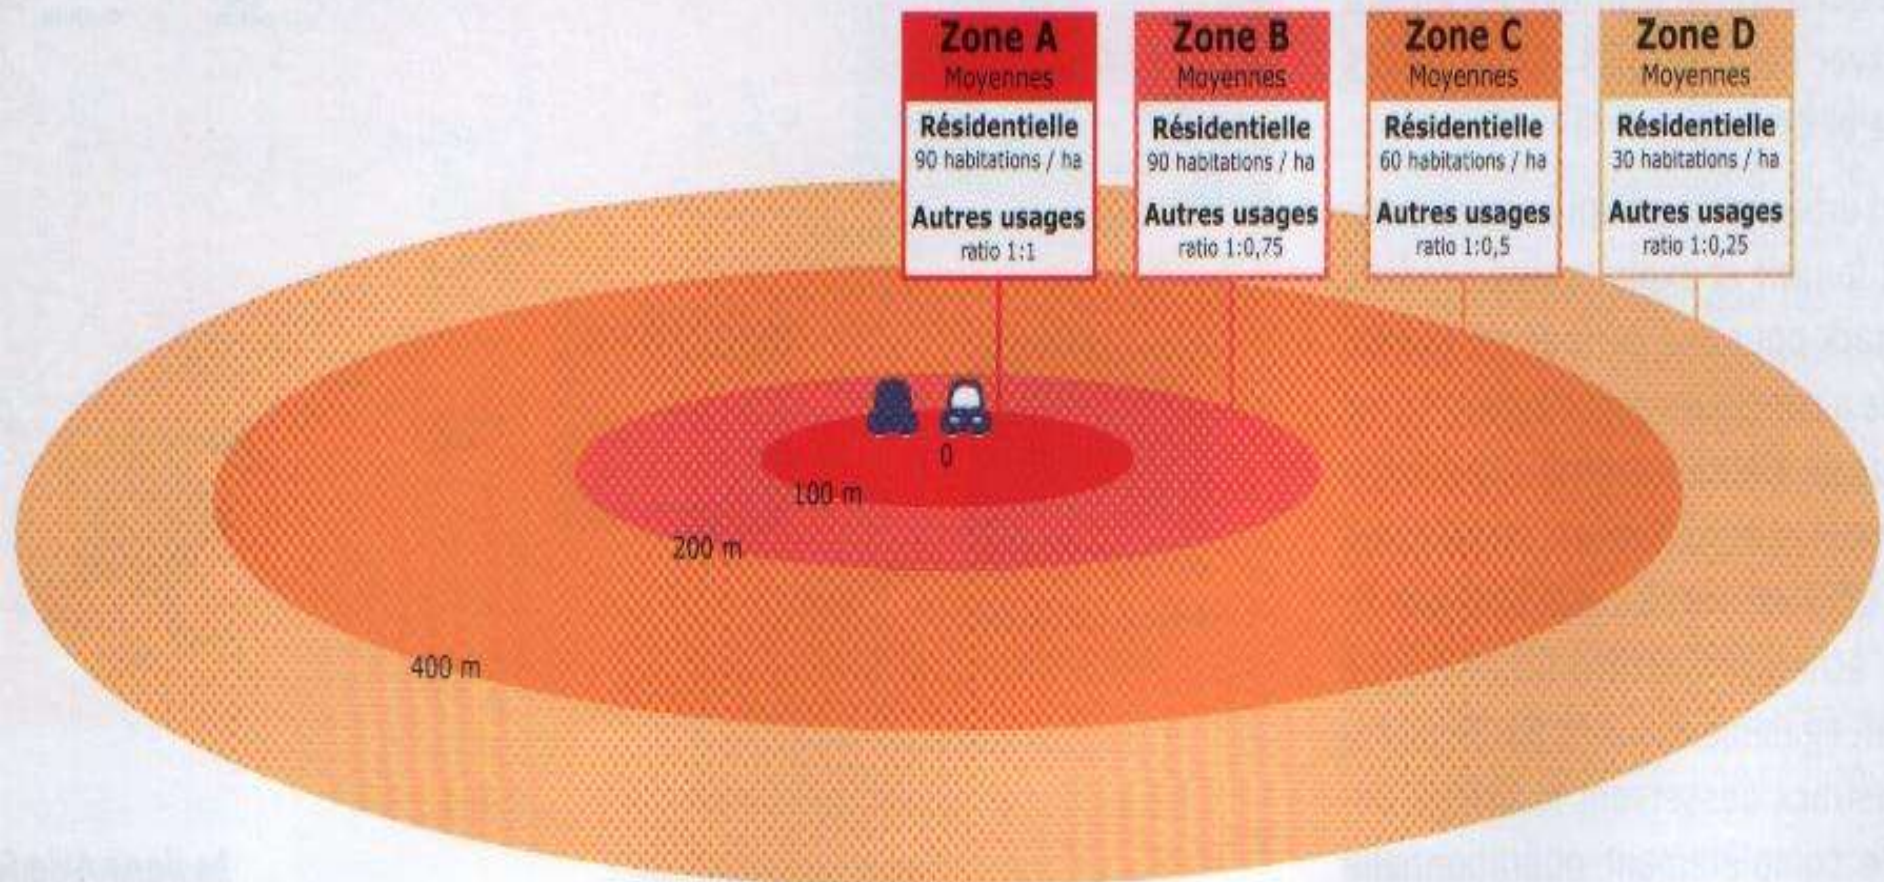 Zone A
Moyennes
Résidentielle
90 habitations / ha
Autres usages
ratio 1:1
Zone B
Moyennes
Résidentielle
90 habitations / ha
Autres usages
ratio 1:0,75
Zone C
Moyennes
Résidentielle
60 habitations / ha
Autres usages
ratio 1:0,5
Zone D
Moyennes
Résidentielle
30 habitations / ha
Autres usages
ratio 1:0,25
0
100 m
200 m
400 m